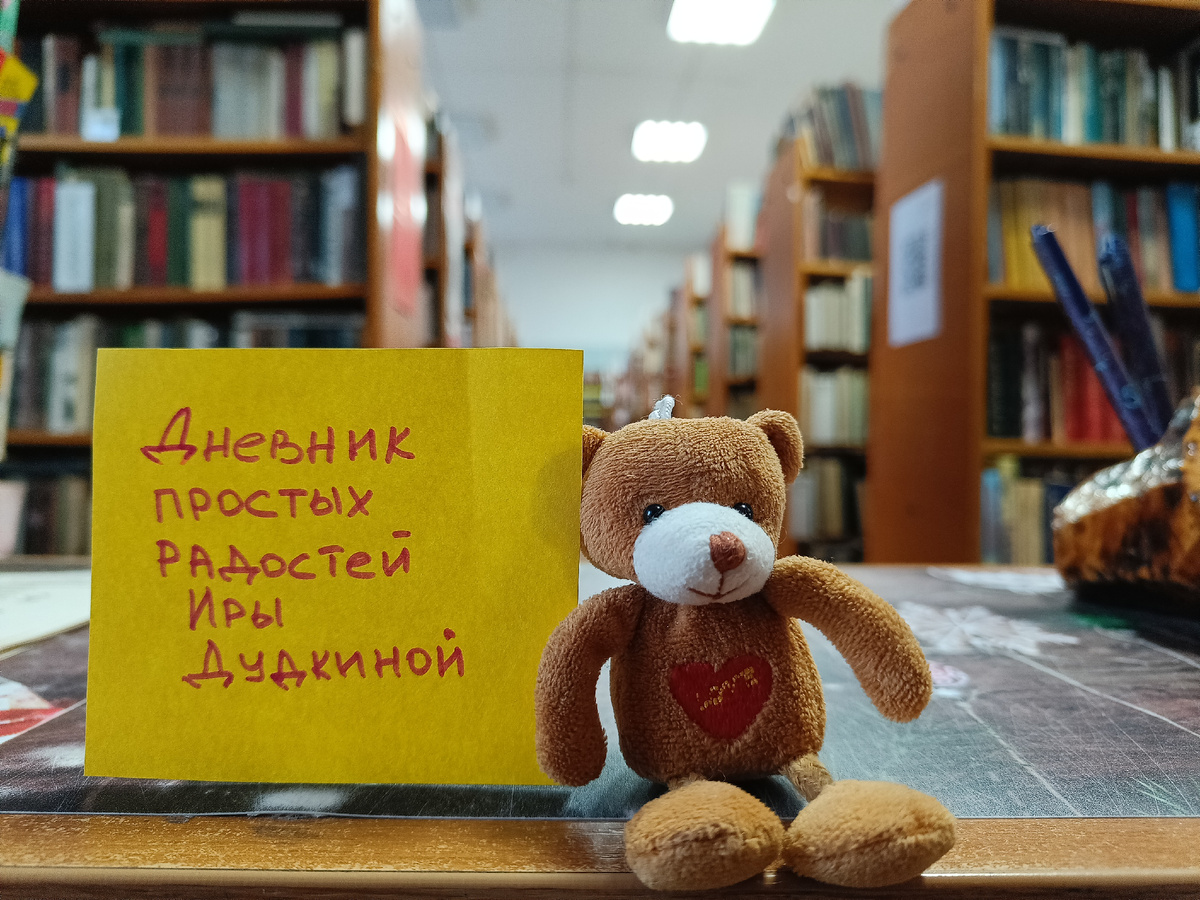 Дневник
простых
радостей
Иры
Дудкиной